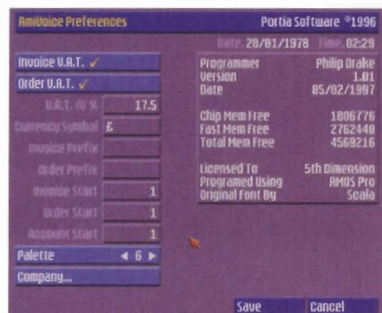 AmiVoice Preferences Portia Software ©1996
Date: 28/01/1978 Time: 02:29
Invoice V.A.T. ✓
Order V.A.T. ✓
V.A.T. @ % 17.5
Currency Symbol £
Invoice Prefix
Order Prefix
Invoice Start 1
Order Start 1
Account Start 1
Palette 6
Company...
Programmer Philip Drake
Version 1.01
Date 05/02/1997
Chip Mem Free 1806776
Fast Mem Free 2762440
Total Mem Free 4569216
Licensed To 5th Dimension
Programed Using AMOS Pro
Original Font By Scala
Save Cancel